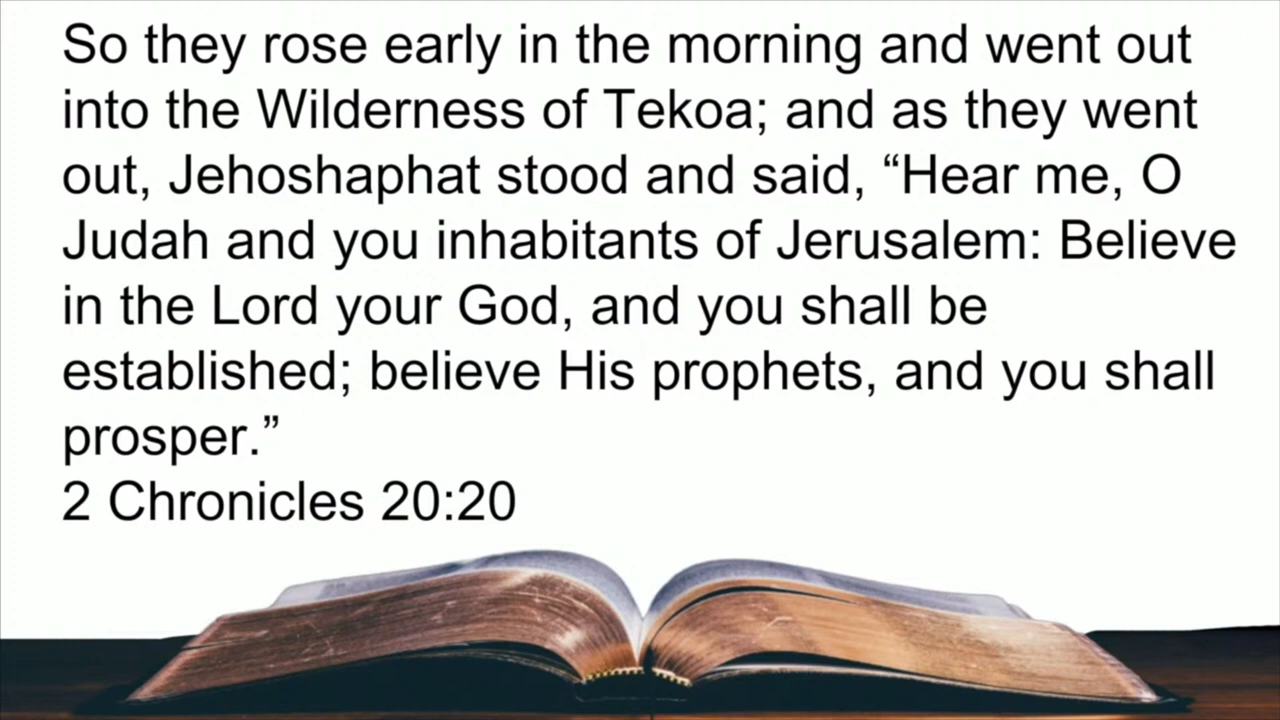 So they rose early in the morning and went out
into the Wilderness of Tekoa; and as they went
out, Jehoshaphat stood and said, “Hear me, O
Judah and you inhabitants of Jerusalem: Believe
in the Lord your God, and you shall be
established; believe His prophets, and you shall
prosper.”
2 Chronicles 20:20